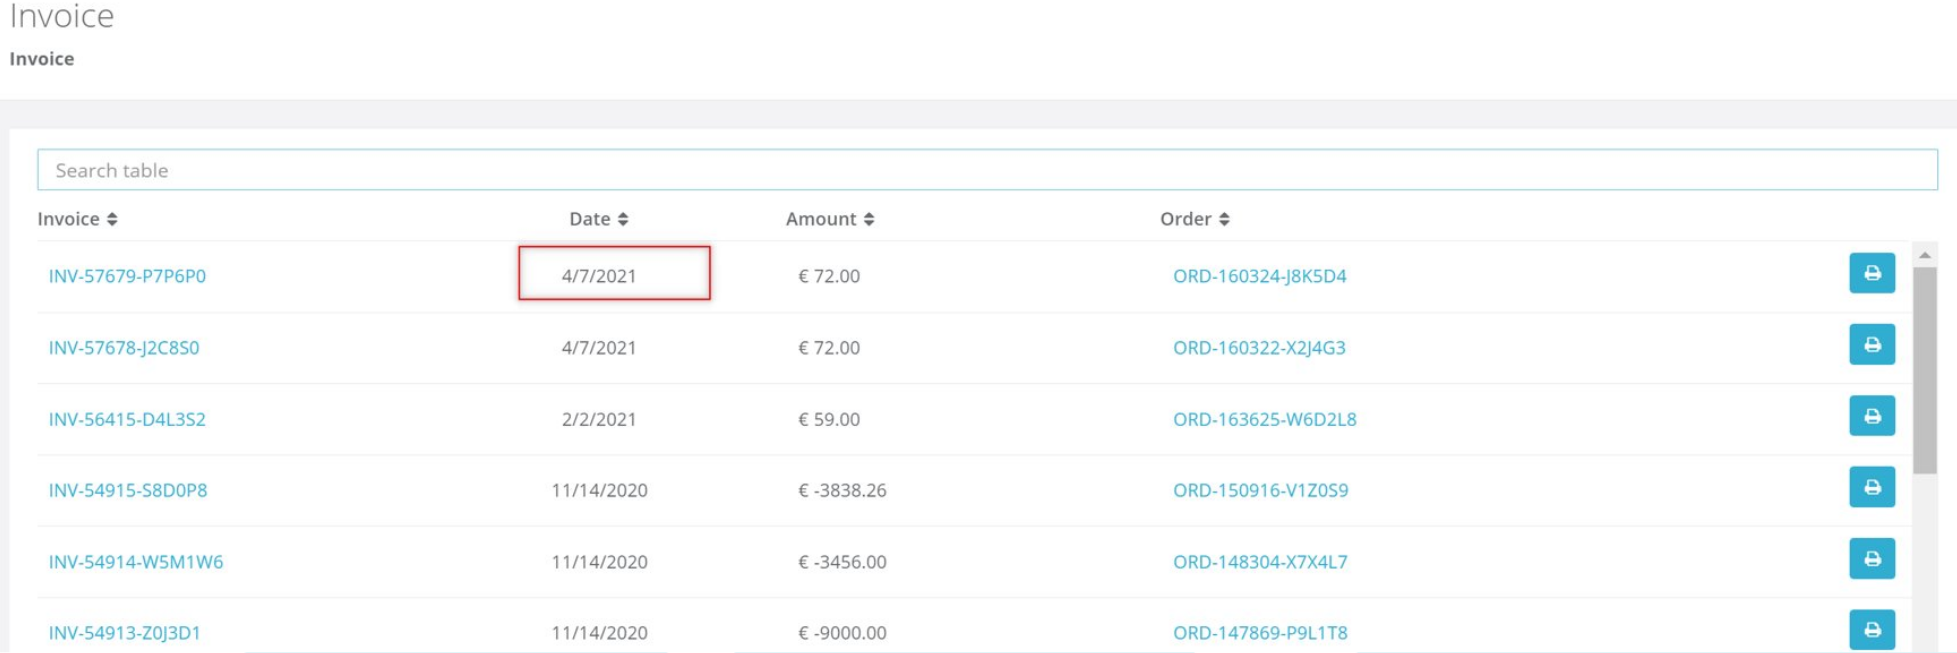 Invoice
Invoice
Search table
Invoice Date Amount Order
INV-57679-P7P6P0 4/7/2021 € 72.00 ORD-160324-J8K5D4
INV-57678-J2C8S0 4/7/2021 € 72.00 ORD-160322-X2J4G3
INV-56415-D4L3S2 2/2/2021 € 59.00 ORD-163625-W6D2L8
INV-54915-S8D0P8 11/14/2020 € -3838.26 ORD-150916-V1Z0S9
INV-54914-W5M1W6 11/14/2020 € -3456.00 ORD-148304-X7X4L7
INV-54913-Z0J3D1 11/14/2020 € -9000.00 ORD-147869-P9L1T8